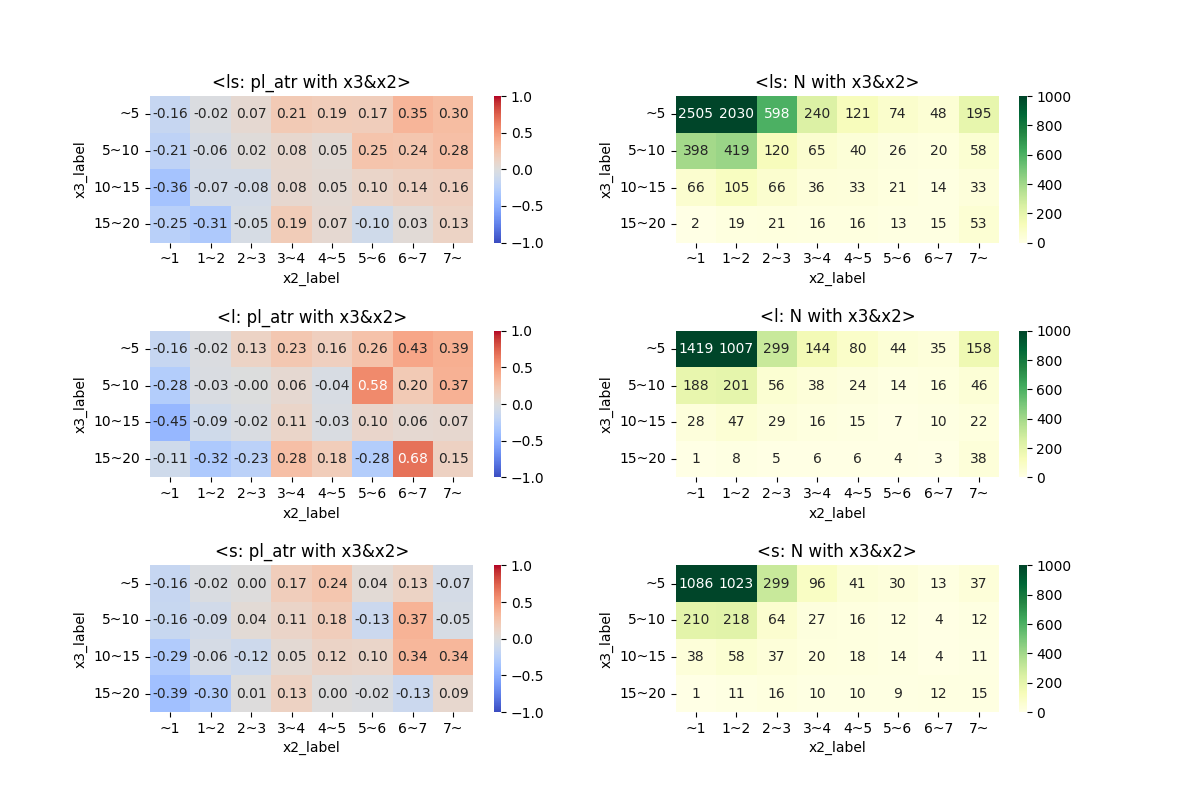 <ls: pl_atr with x3&x2>
x3_label
~5 -0.16 -0.02 0.07 0.21 0.19 0.17 0.35 0.30
5~10 -0.21 -0.06 0.02 0.08 0.05 0.25 0.24 0.28
10~15 -0.36 -0.07 -0.08 0.08 0.05 0.10 0.14 0.16
15~20 -0.25 -0.31 -0.05 0.19 0.07 -0.10 0.03 0.13
~1 1~2 2~3 3~4 4~5 5~6 6~7 7~
x2_label
1.0
0.5
0.0
−0.5
−1.0
<ls: N with x3&x2>
x3_label
~5 2505 2030 598 240 121 74 48 195
5~10 398 419 120 65 40 26 20 58
10~15 66 105 66 36 33 21 14 33
15~20 2 19 21 16 16 13 15 53
~1 1~2 2~3 3~4 4~5 5~6 6~7 7~
x2_label
1000
800
600
400
200
0
<l: pl_atr with x3&x2>
x3_label
~5 -0.16 -0.02 0.13 0.23 0.16 0.26 0.43 0.39
5~10 -0.28 -0.03 -0.00 0.06 -0.04 0.58 0.20 0.37
10~15 -0.45 -0.09 -0.02 0.11 -0.03 0.10 0.06 0.07
15~20 -0.11 -0.32 -0.23 0.28 0.18 -0.28 0.68 0.15
~1 1~2 2~3 3~4 4~5 5~6 6~7 7~
x2_label
1.0
0.5
0.0
−0.5
−1.0
<l: N with x3&x2>
x3_label
~5 1419 1007 299 144 80 44 35 158
5~10 188 201 56 38 24 14 16 46
10~15 28 47 29 16 15 7 10 22
15~20 1 8 5 6 6 4 3 38
~1 1~2 2~3 3~4 4~5 5~6 6~7 7~
x2_label
1000
800
600
400
200
0
<s: pl_atr with x3&x2>
x3_label
~5 -0.16 -0.02 0.00 0.17 0.24 0.04 0.13 -0.07
5~10 -0.16 -0.09 0.04 0.11 0.18 -0.13 0.37 -0.05
10~15 -0.29 -0.06 -0.12 0.05 0.12 0.10 0.34 0.34
15~20 -0.39 -0.30 0.01 0.13 0.00 -0.02 -0.13 0.09
~1 1~2 2~3 3~4 4~5 5~6 6~7 7~
x2_label
1.0
0.5
0.0
−0.5
−1.0
<s: N with x3&x2>
x3_label
~5 1086 1023 299 96 41 30 13 37
5~10 210 218 64 27 16 12 4 12
10~15 38 58 37 20 18 14 4 11
15~20 1 11 16 10 10 9 12 15
~1 1~2 2~3 3~4 4~5 5~6 6~7 7~
x2_label
1000
800
600
400
200
0